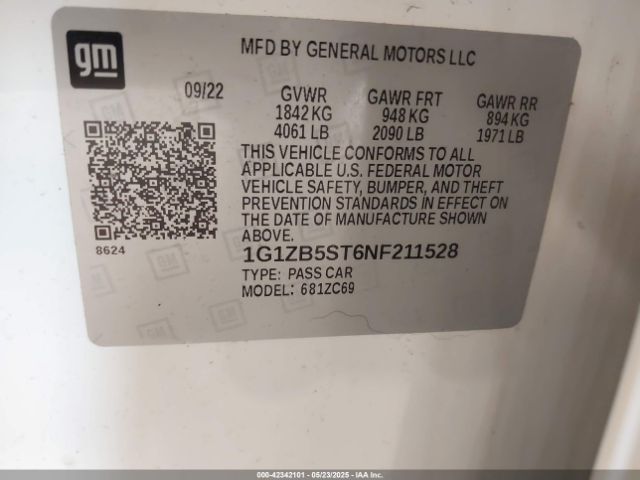 gm
MFD BY GENERAL MOTORS LLC
09/22 GVWR GAWR FRT GAWR RR
1842 KG 948 KG 894 KG
4061 LB 2090 LB 1971 LB
THIS VEHICLE CONFORMS TO ALL
APPLICABLE U.S. FEDERAL MOTOR
VEHICLE SAFETY, BUMPER, AND THEFT
PREVENTION STANDARDS IN EFFECT ON
THE DATE OF MANUFACTURE SHOWN
ABOVE.
8624
1G1ZB5ST6NF211528
TYPE: PASS CAR
MODEL: 681ZC69
000-42342101 - 05/23/2025 - IAA Inc.